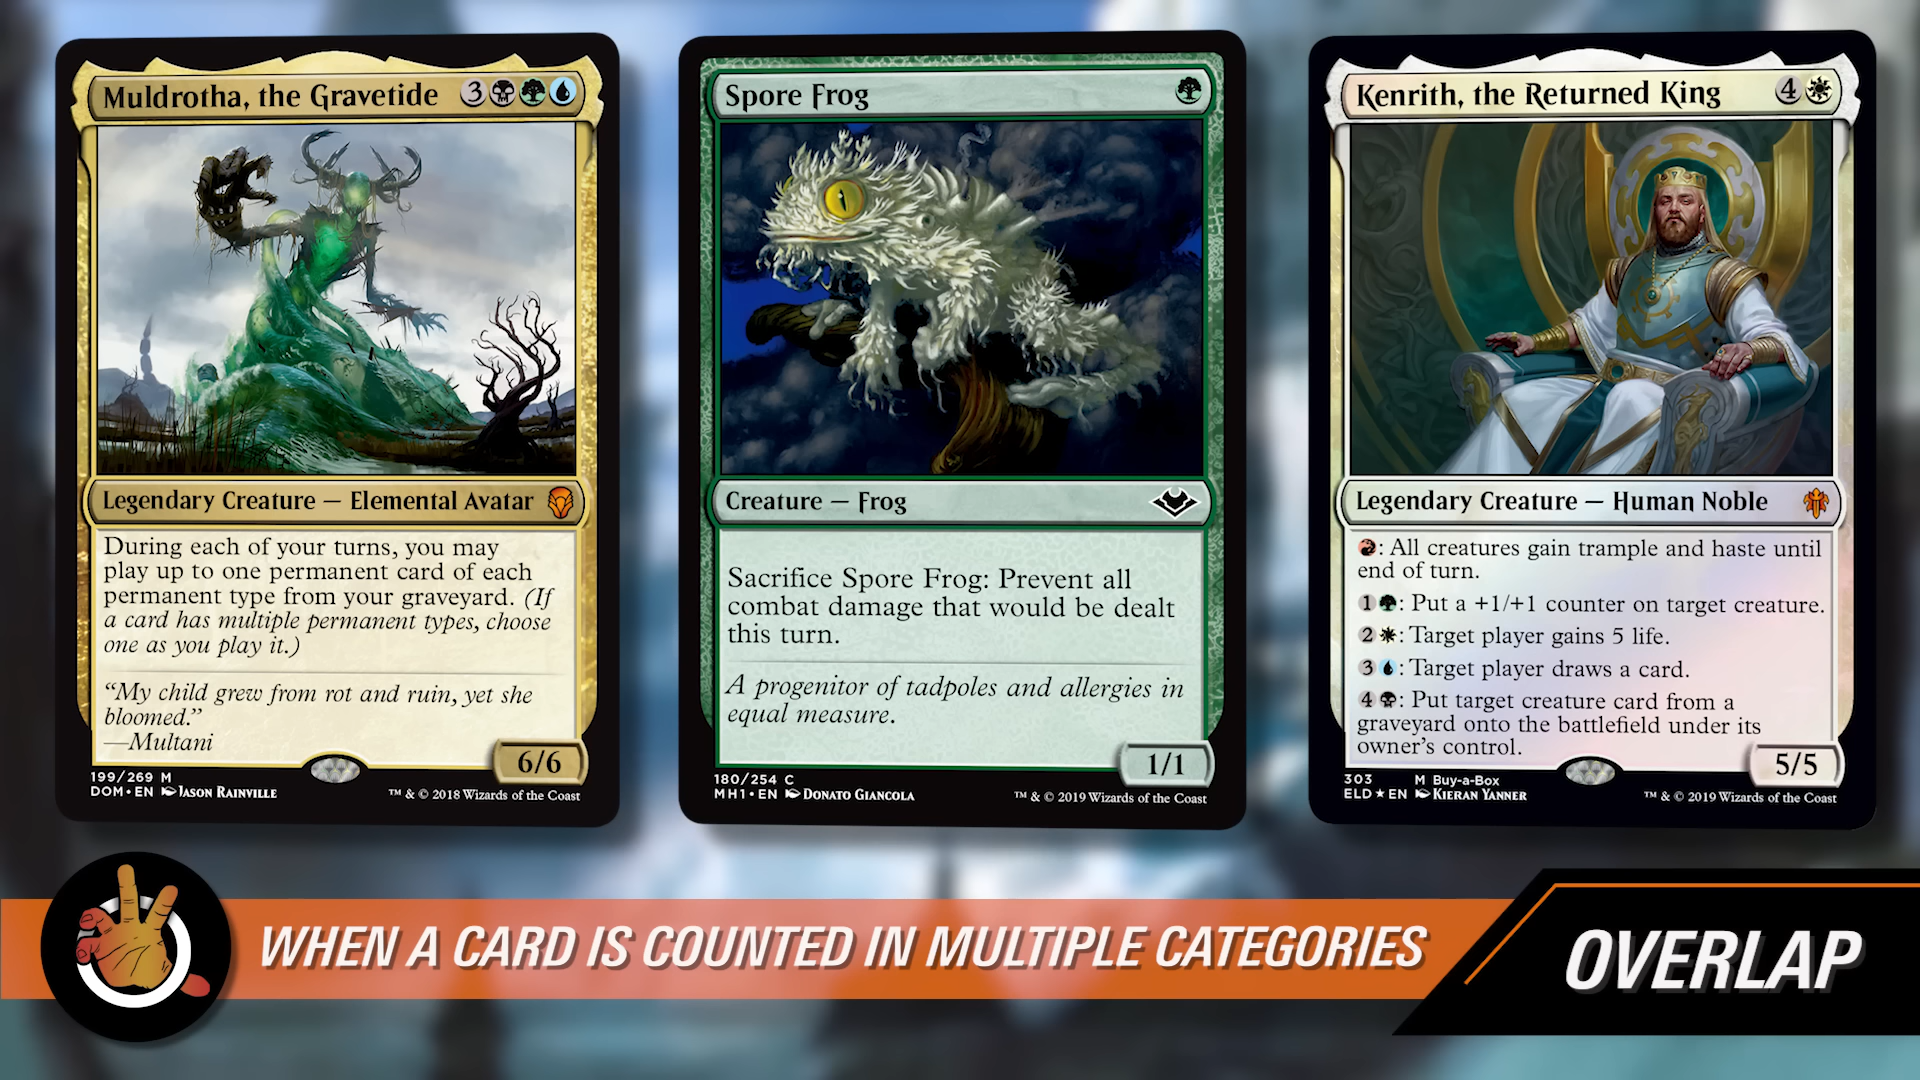 Muldrotha, the Gravetide 3
Legendary Creature — Elemental Avatar
During each of your turns, you may
play up to one permanent card of each
permanent type from your graveyard. (If
a card has multiple permanent types, choose
one as you play it.)
“My child grew from rot and ruin, yet she
bloomed.”
—Multani
6/6
199/269 M
DOM • EN Jason Rainville
™ & © 2018 Wizards of the Coast
Spore Frog
Creature — Frog
Sacrifice Spore Frog: Prevent all
combat damage that would be dealt
this turn.
A progenitor of tadpoles and allergies in
equal measure.
1/1
180/254 C
MH1 • EN Donato Giancola
™ & © 2019 Wizards of the Coast
Kenrith, the Returned King 4
Legendary Creature — Human Noble
: All creatures gain trample and haste until
end of turn.
1 : Put a +1/+1 counter on target creature.
2 : Target player gains 5 life.
3 : Target player draws a card.
4 : Put target creature card from a
graveyard onto the battlefield under its
owner’s control.
5/5
303 M Buy-a-Box
ELD ★ EN Kieran Yanner
™ & © 2019 Wizards of the Coast
WHEN A CARD IS COUNTED IN MULTIPLE CATEGORIES
OVERLAP